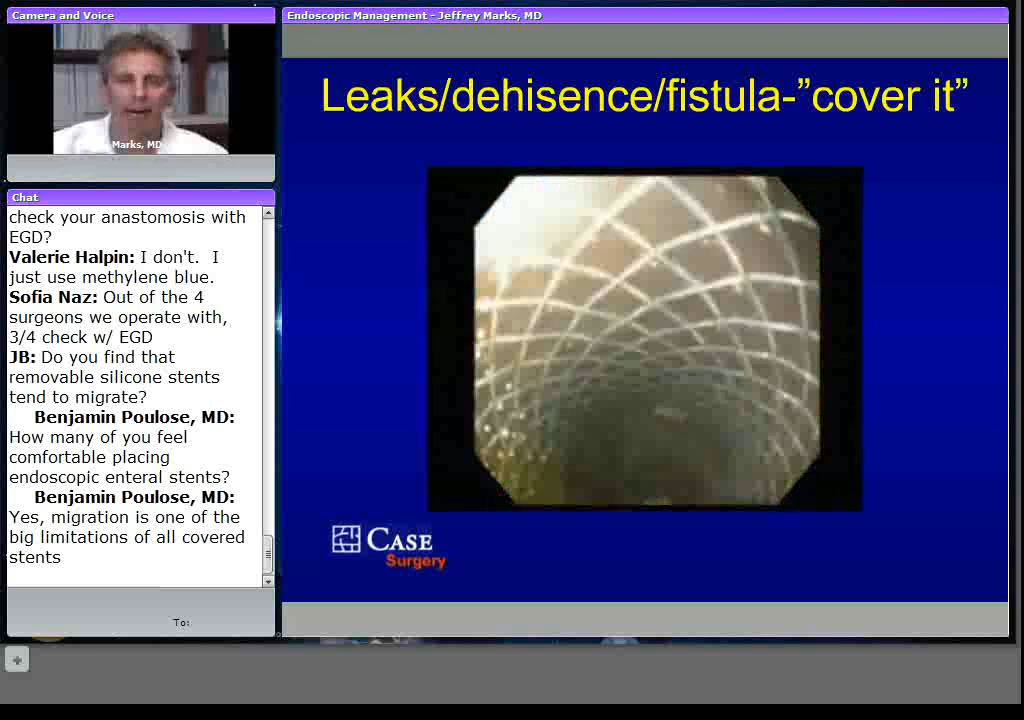 Camera and Voice
Marks, MD
Chat
check your anastomosis with
EGD?
Valerie Halpin: I don't.  I
just use methylene blue.
Sofia Naz: Out of the 4
surgeons we operate with,
3/4 check w/ EGD
JB: Do you find that
removable silicone stents
tend to migrate?
Benjamin Poulose, MD:
How many of you feel
comfortable placing
endoscopic enteral stents?
Benjamin Poulose, MD:
Yes, migration is one of the
big limitations of all covered
stents
To:
Endoscopic Management - Jeffrey Marks, MD
Leaks/dehisence/fistula-”cover it”
CASE
Surgery